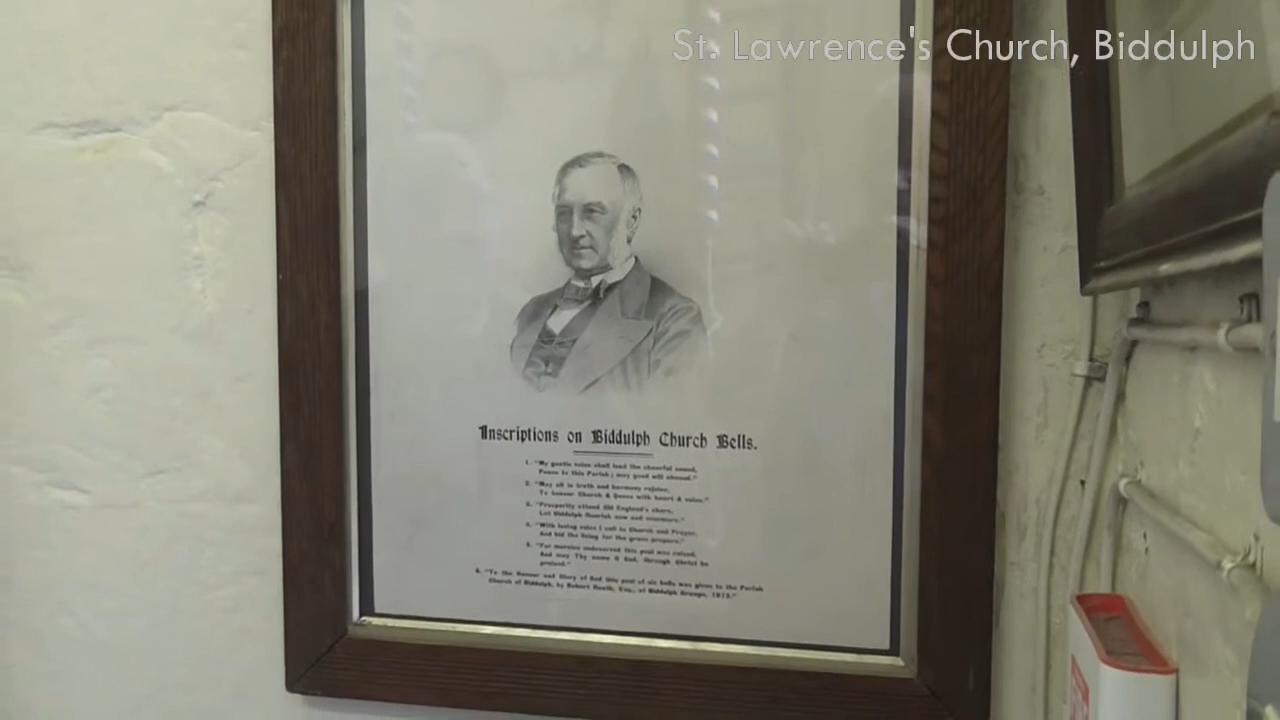 St. Lawrence's Church, Biddulph
Inscriptions on Biddulph Church Bells.
1. "My gentle voice shall lead the cheerful sound,
Peace to this Parish; may good will abound."
2. "May all in truth and harmony rejoice,
To honour Church & Queen with heart & voice."
3. "Prosperity attend Old England's shore,
Let Biddulph flourish now and evermore."
4. "With loving voice I call to Church and Prayer,
And bid the living for the grave prepare."
5. "For mercies undeserved this peal was raised,
And may Thy name O God, through Christ be
praised."
6. "To the Honour and Glory of God this peal of six bells was given to the Parish
Church of Biddulph, by Robert Heath, Esq., of Biddulph Grange, 1873."